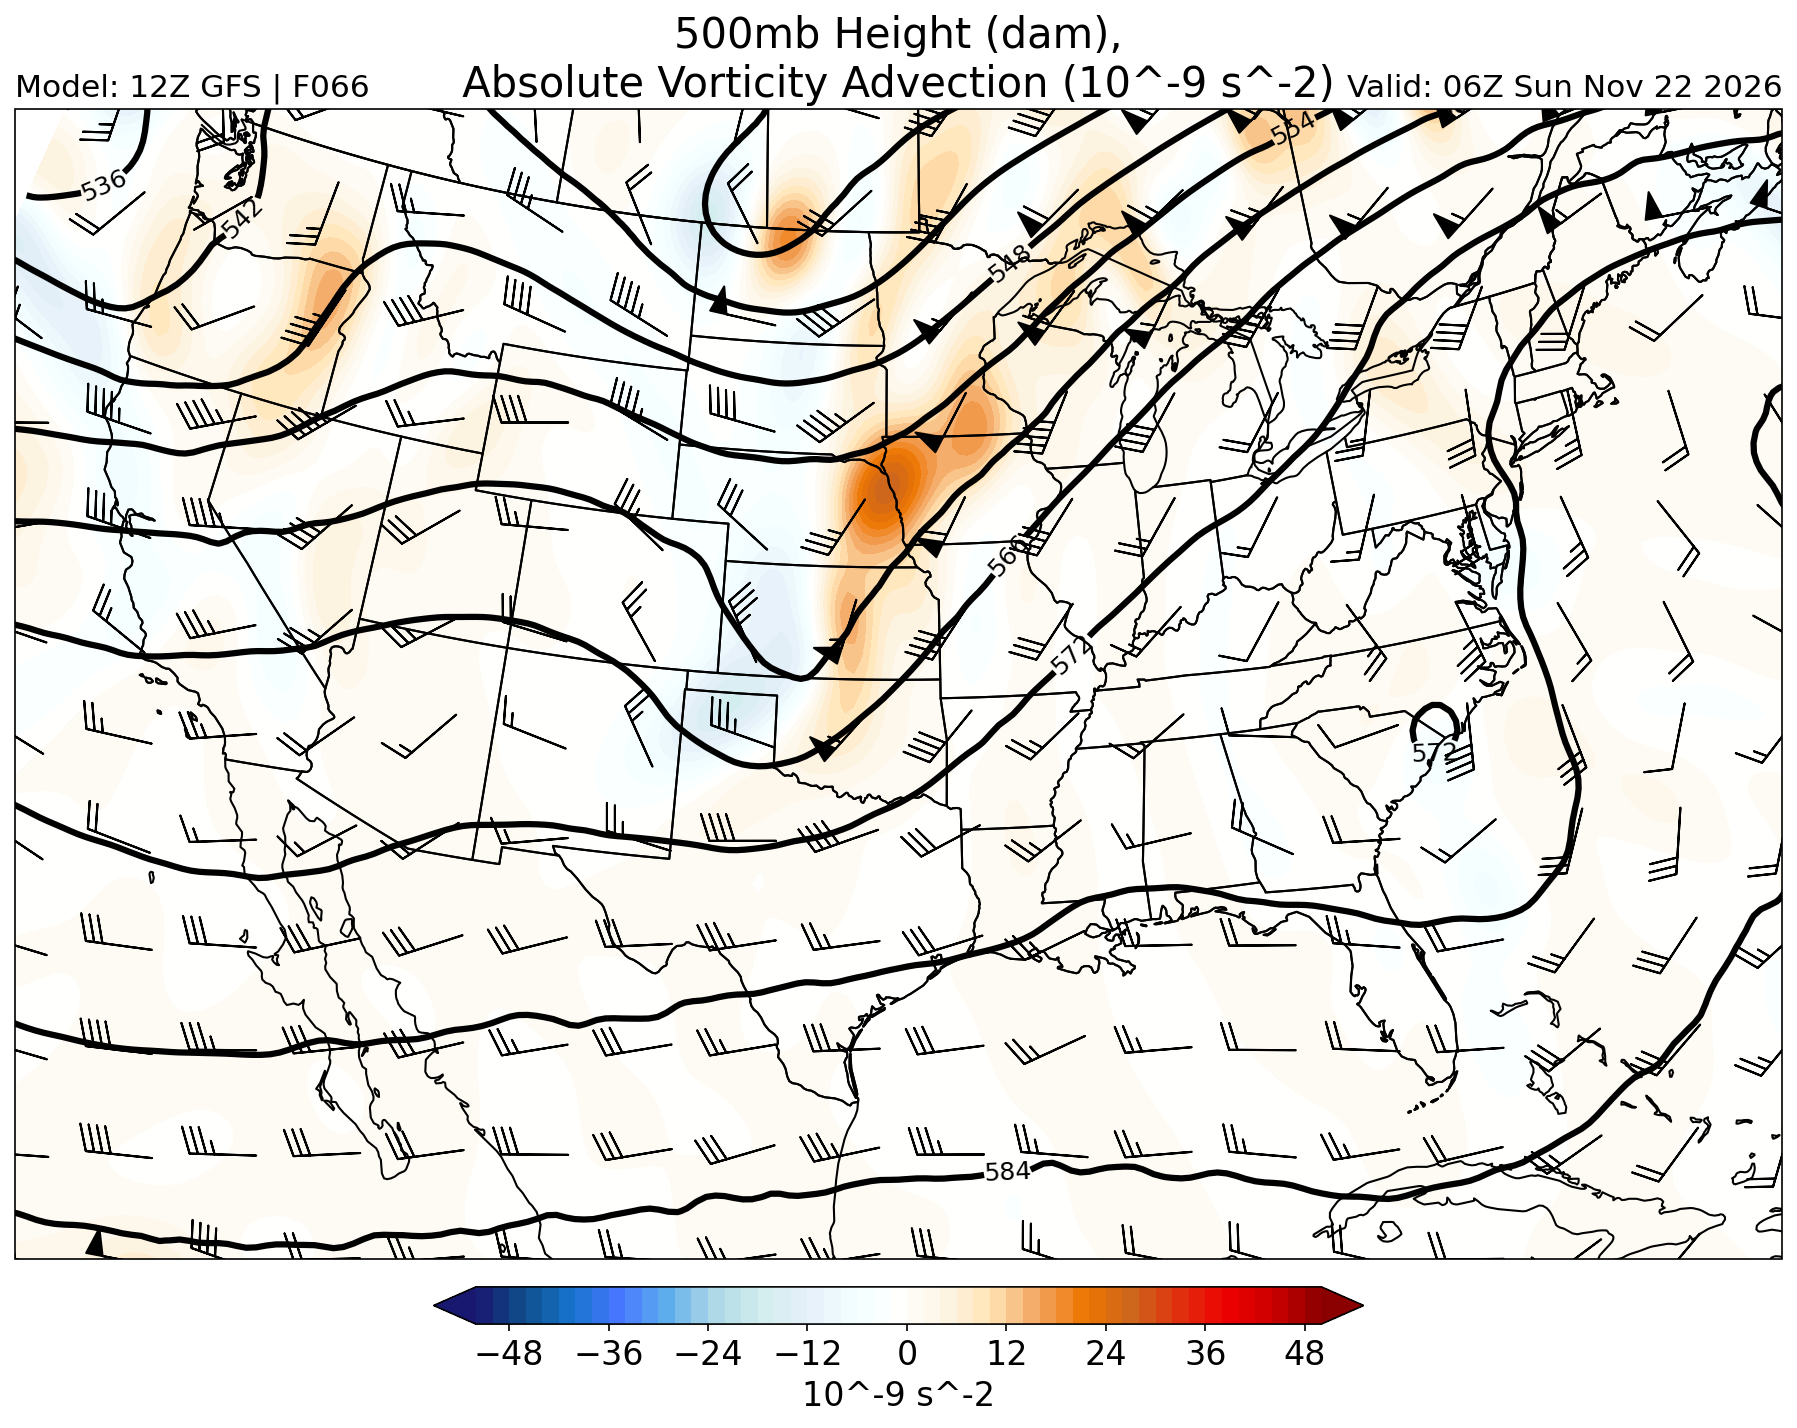 500mb Height (dam),
Model: 12Z GFS | F066
Absolute Vorticity Advection (10^-9 s^-2)
Valid: 06Z Sun Nov 22 2026
554
536
542
548
566
572
572
584
−48 −36 −24 −12 0 12 24 36 48
10^-9 s^-2